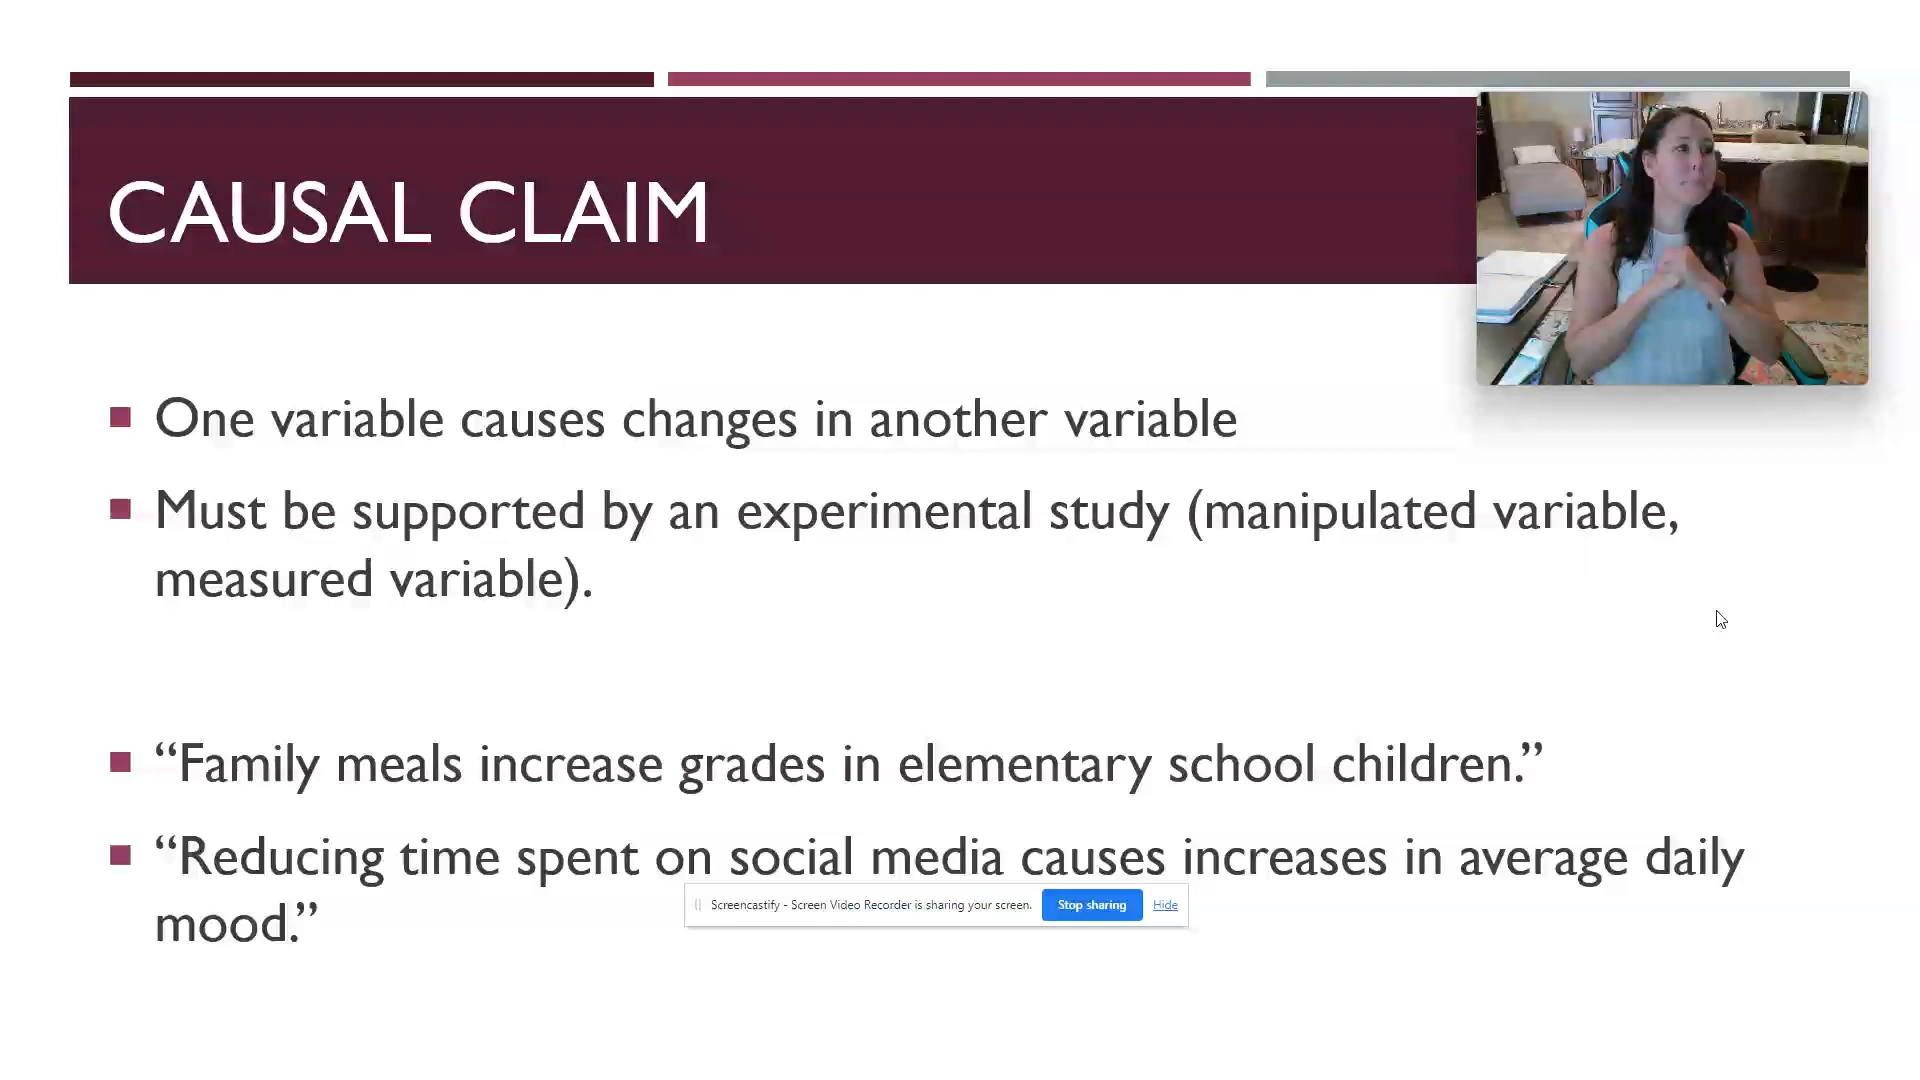 CAUSAL CLAIM
One variable causes changes in another variable
Must be supported by an experimental study (manipulated variable,
measured variable).
“Family meals increase grades in elementary school children.”
“Reducing time spent on social media causes increases in average daily
mood.”
Screencastify - Screen Video Recorder is sharing your screen. Stop sharing Hide